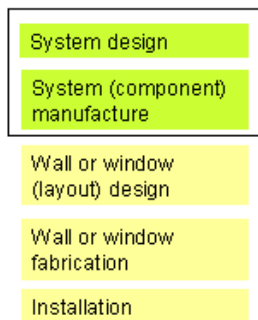 System design
System (component)
manufacture
Wall or window
(layout) design
Wall or window
fabrication
Installation